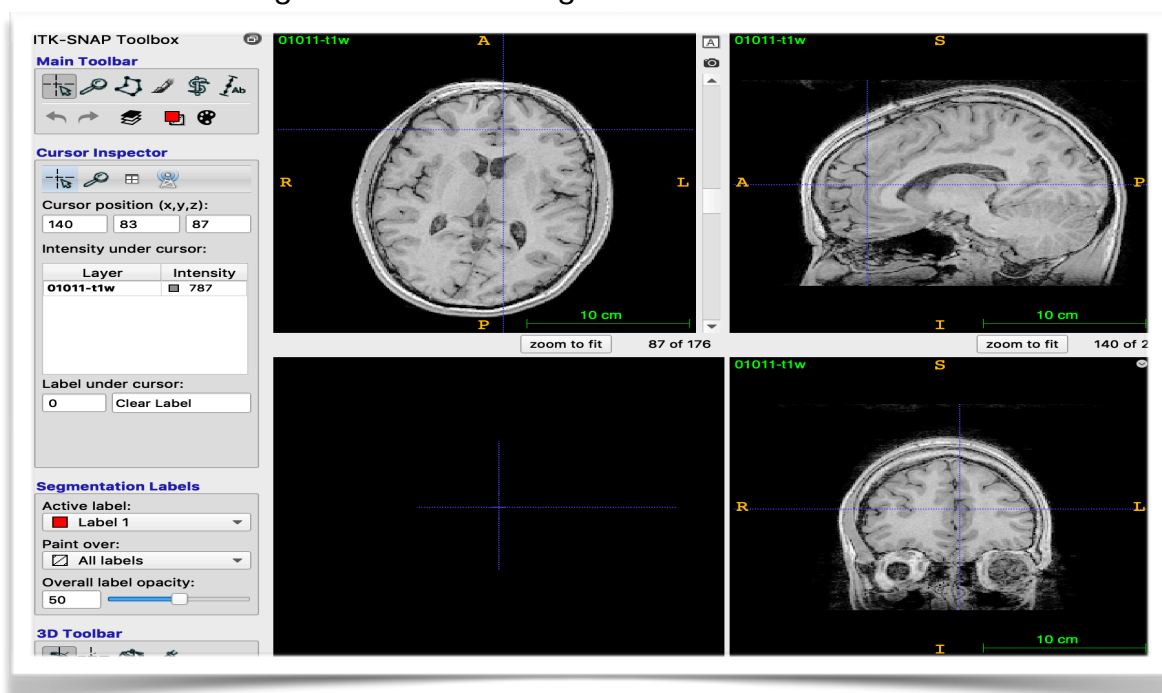 ITK-SNAP Toolbox
Main Toolbar
Ab
Cursor Inspector
Cursor position (x,y,z):
140 83 87
Intensity under cursor:
Layer Intensity
01011-t1w 787
Label under cursor:
0 Clear Label
Segmentation Labels
Active label:
Label 1
Paint over:
All labels
Overall label opacity:
50
3D Toolbar
01011-t1w
A
R
L
P
10 cm
A
zoom to fit 87 of 176
01011-t1w
S
A
P
I
10 cm
zoom to fit 140 of 2
01011-t1w
S
R
L
I
10 cm